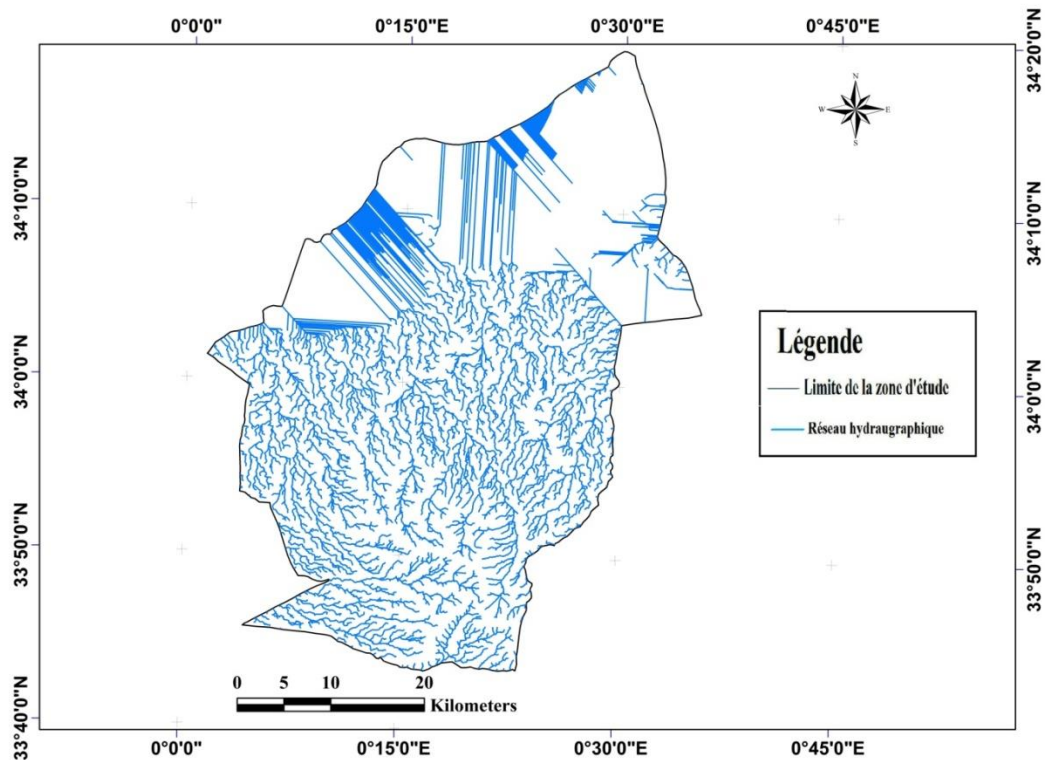 0°0'0" 0°15'0"E 0°30'0"E 0°45'0"E
34°20'0"N
N
W E
S
34°10'0"N
34°10'0"N
Légende
Limite de la zone d'étude
Réseau hydraugraphique
34°0'0"N
34°0'0"N
33°50'0"N
33°50'0"N
0 5 10 20
Kilometers
33°40'0"N
0°0'0" 0°15'0"E 0°30'0"E 0°45'0"E